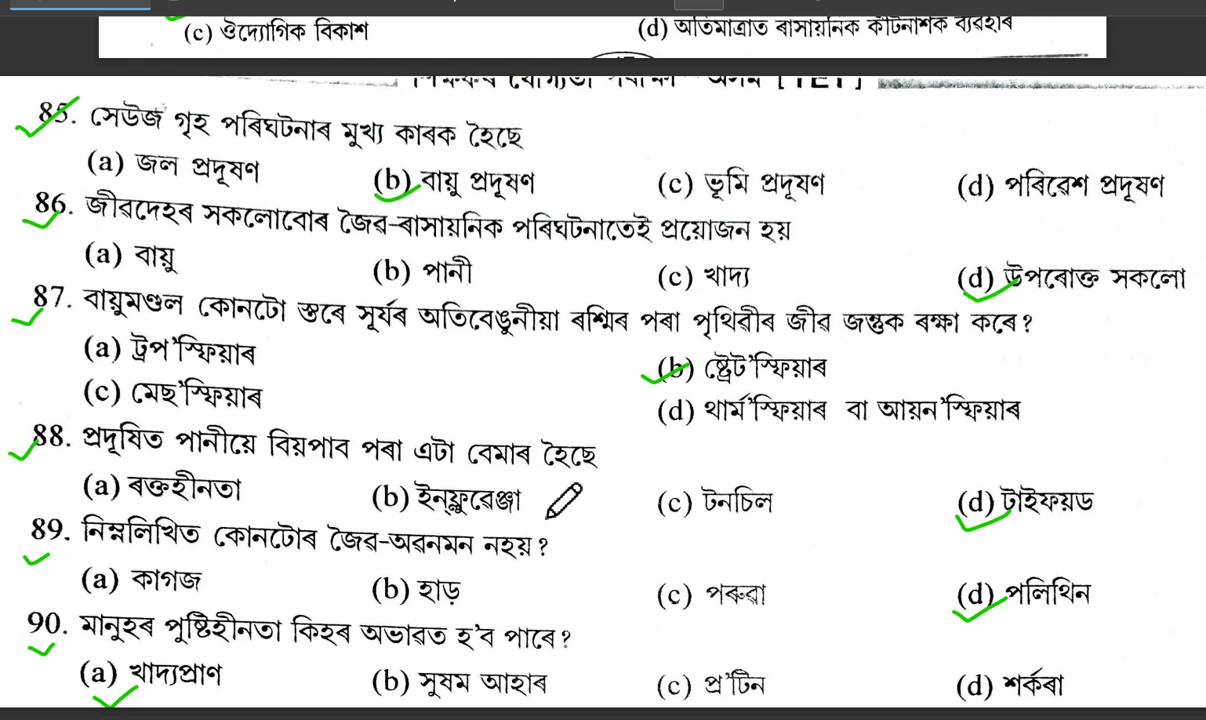 (c) ঔদ্যোগিক বিকাশ (d) অতিমাত্ৰাত ৰাসায়নিক কীটনাশক ব্যৱহাৰ
85. সেউজ গৃহ পৰিঘটনাৰ মুখ্য কাৰক হৈছে
(a) জল প্ৰদূষণ (b) বায়ু প্ৰদূষণ (c) ভূমি প্ৰদূষণ (d) পৰিৱেশ প্ৰদূষণ
86. জীৱদেহৰ সকলোবোৰ জৈৱ-ৰাসায়নিক পৰিঘটনাতেই প্ৰয়োজন হয়
(a) বায়ু (b) পানী (c) খাদ্য (d) উপৰোক্ত সকলো
87. বায়ুমণ্ডল কোনটো স্তৰে সূৰ্যৰ অতিবেঙুনীয়া ৰশ্মিৰ পৰা পৃথিৱীৰ জীৱ জন্তুক ৰক্ষা কৰে?
(a) ট্ৰপ'স্ফিয়াৰ (b) ষ্ট্ৰেট'স্ফিয়াৰ
(c) মেছ'স্ফিয়াৰ (d) থাৰ্ম'স্ফিয়াৰ বা আয়ন'স্ফিয়াৰ
88. প্ৰদূষিত পানীয়ে বিয়পাব পৰা এটা বেমাৰ হৈছে
(a) ৰক্তহীনতা (b) ইনফ্লুৱেঞ্জা (c) টনচিল (d) টাইফয়ড
89. নিম্নলিখিত কোনটোৰ জৈৱ-অৱনমন নহয়?
(a) কাগজ (b) হাড় (c) পৰুৱা (d) পলিথিন
90. মানুহৰ পুষ্টিহীনতা কিহৰ অভাৱত হ'ব পাৰে?
(a) খাদ্যপ্ৰাণ (b) সুষম আহাৰ (c) প্ৰ'টিন (d) শৰ্কৰা